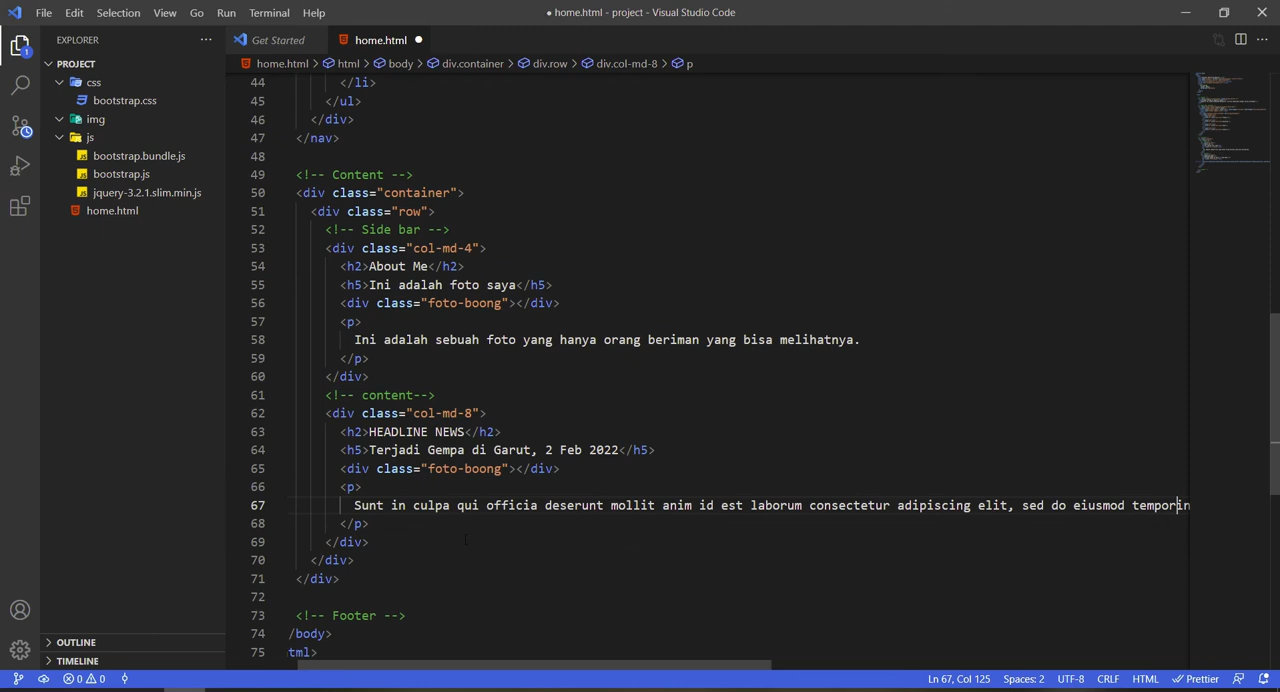 File Edit Selection View Go Run Terminal Help
● home.html - project - Visual Studio Code
EXPLORER
PROJECT
css
bootstrap.css
img
js
bootstrap.bundle.js
bootstrap.js
jquery-3.2.1.slim.min.js
home.html
OUTLINE
TIMELINE
1
Get Started
home.html
home.html > html > body > div.container > div.row > div.col-md-8 > p
44 </li>
45 </ul>
46 </div>
47 </nav>
48
49 <!-- Content -->
50 <div class="container">
51 <div class="row">
52 <!-- Side bar -->
53 <div class="col-md-4">
54 <h2>About Me</h2>
55 <h5>Ini adalah foto saya</h5>
56 <div class="foto-boong"></div>
57 <p>
58 Ini adalah sebuah foto yang hanya orang beriman yang bisa melihatnya.
59 </p>
60 </div>
61 <!-- content-->
62 <div class="col-md-8">
63 <h2>HEADLINE NEWS</h2>
64 <h5>Terjadi Gempa di Garut, 2 Feb 2022</h5>
65 <div class="foto-boong"></div>
66 <p>
67 Sunt in culpa qui officia deserunt mollit anim id est laborum consectetur adipiscing elit, sed do eiusmod temporin
68 </p>
69 </div>
70 </div>
71 </div>
72
73 <!-- Footer -->
74 /body>
75 tml>
0 0
Ln 67, Col 125 Spaces: 2 UTF-8 CRLF HTML Prettier